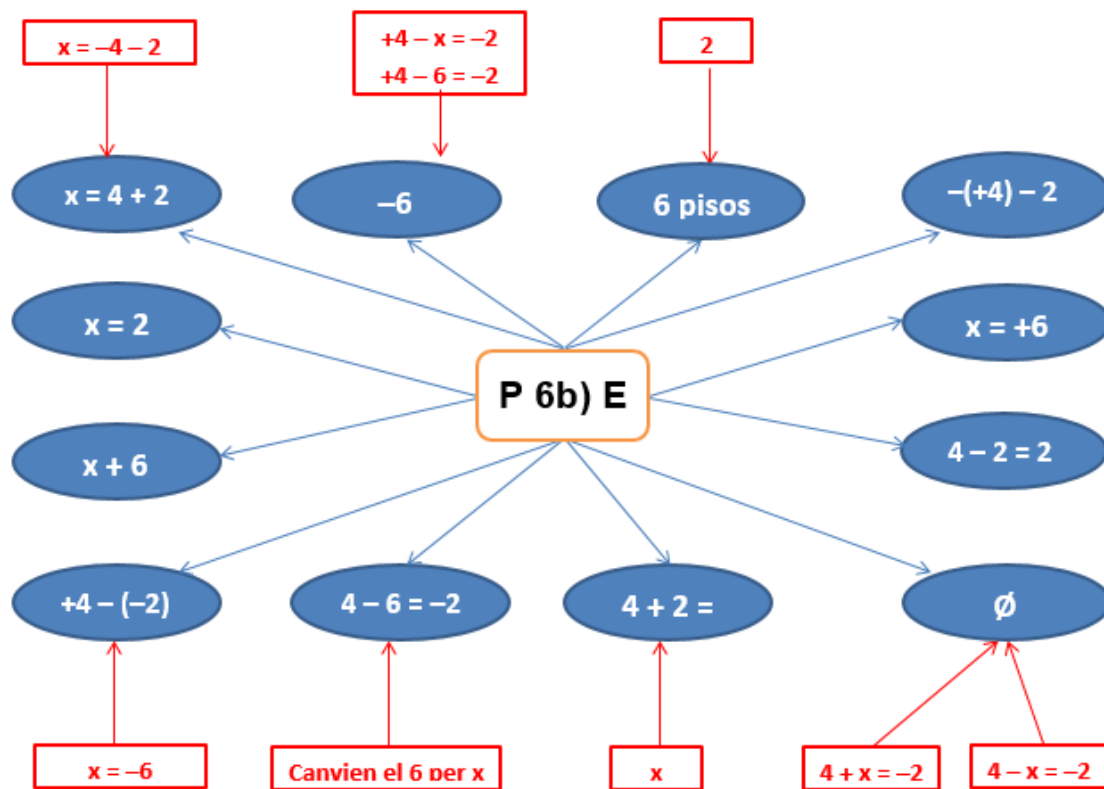 x = –4 – 2
+4 – x = –2
+4 – 6 = –2
2
x = 4 + 2
–6
6 pisos
–(+4) – 2
x = 2
x = +6
P 6b) E
x + 6
4 – 2 = 2
+4 – (–2)
4 – 6 = –2
4 + 2 =
Ø
x = –6
Canvien el 6 per x
x
4 + x = –2
4 – x = –2